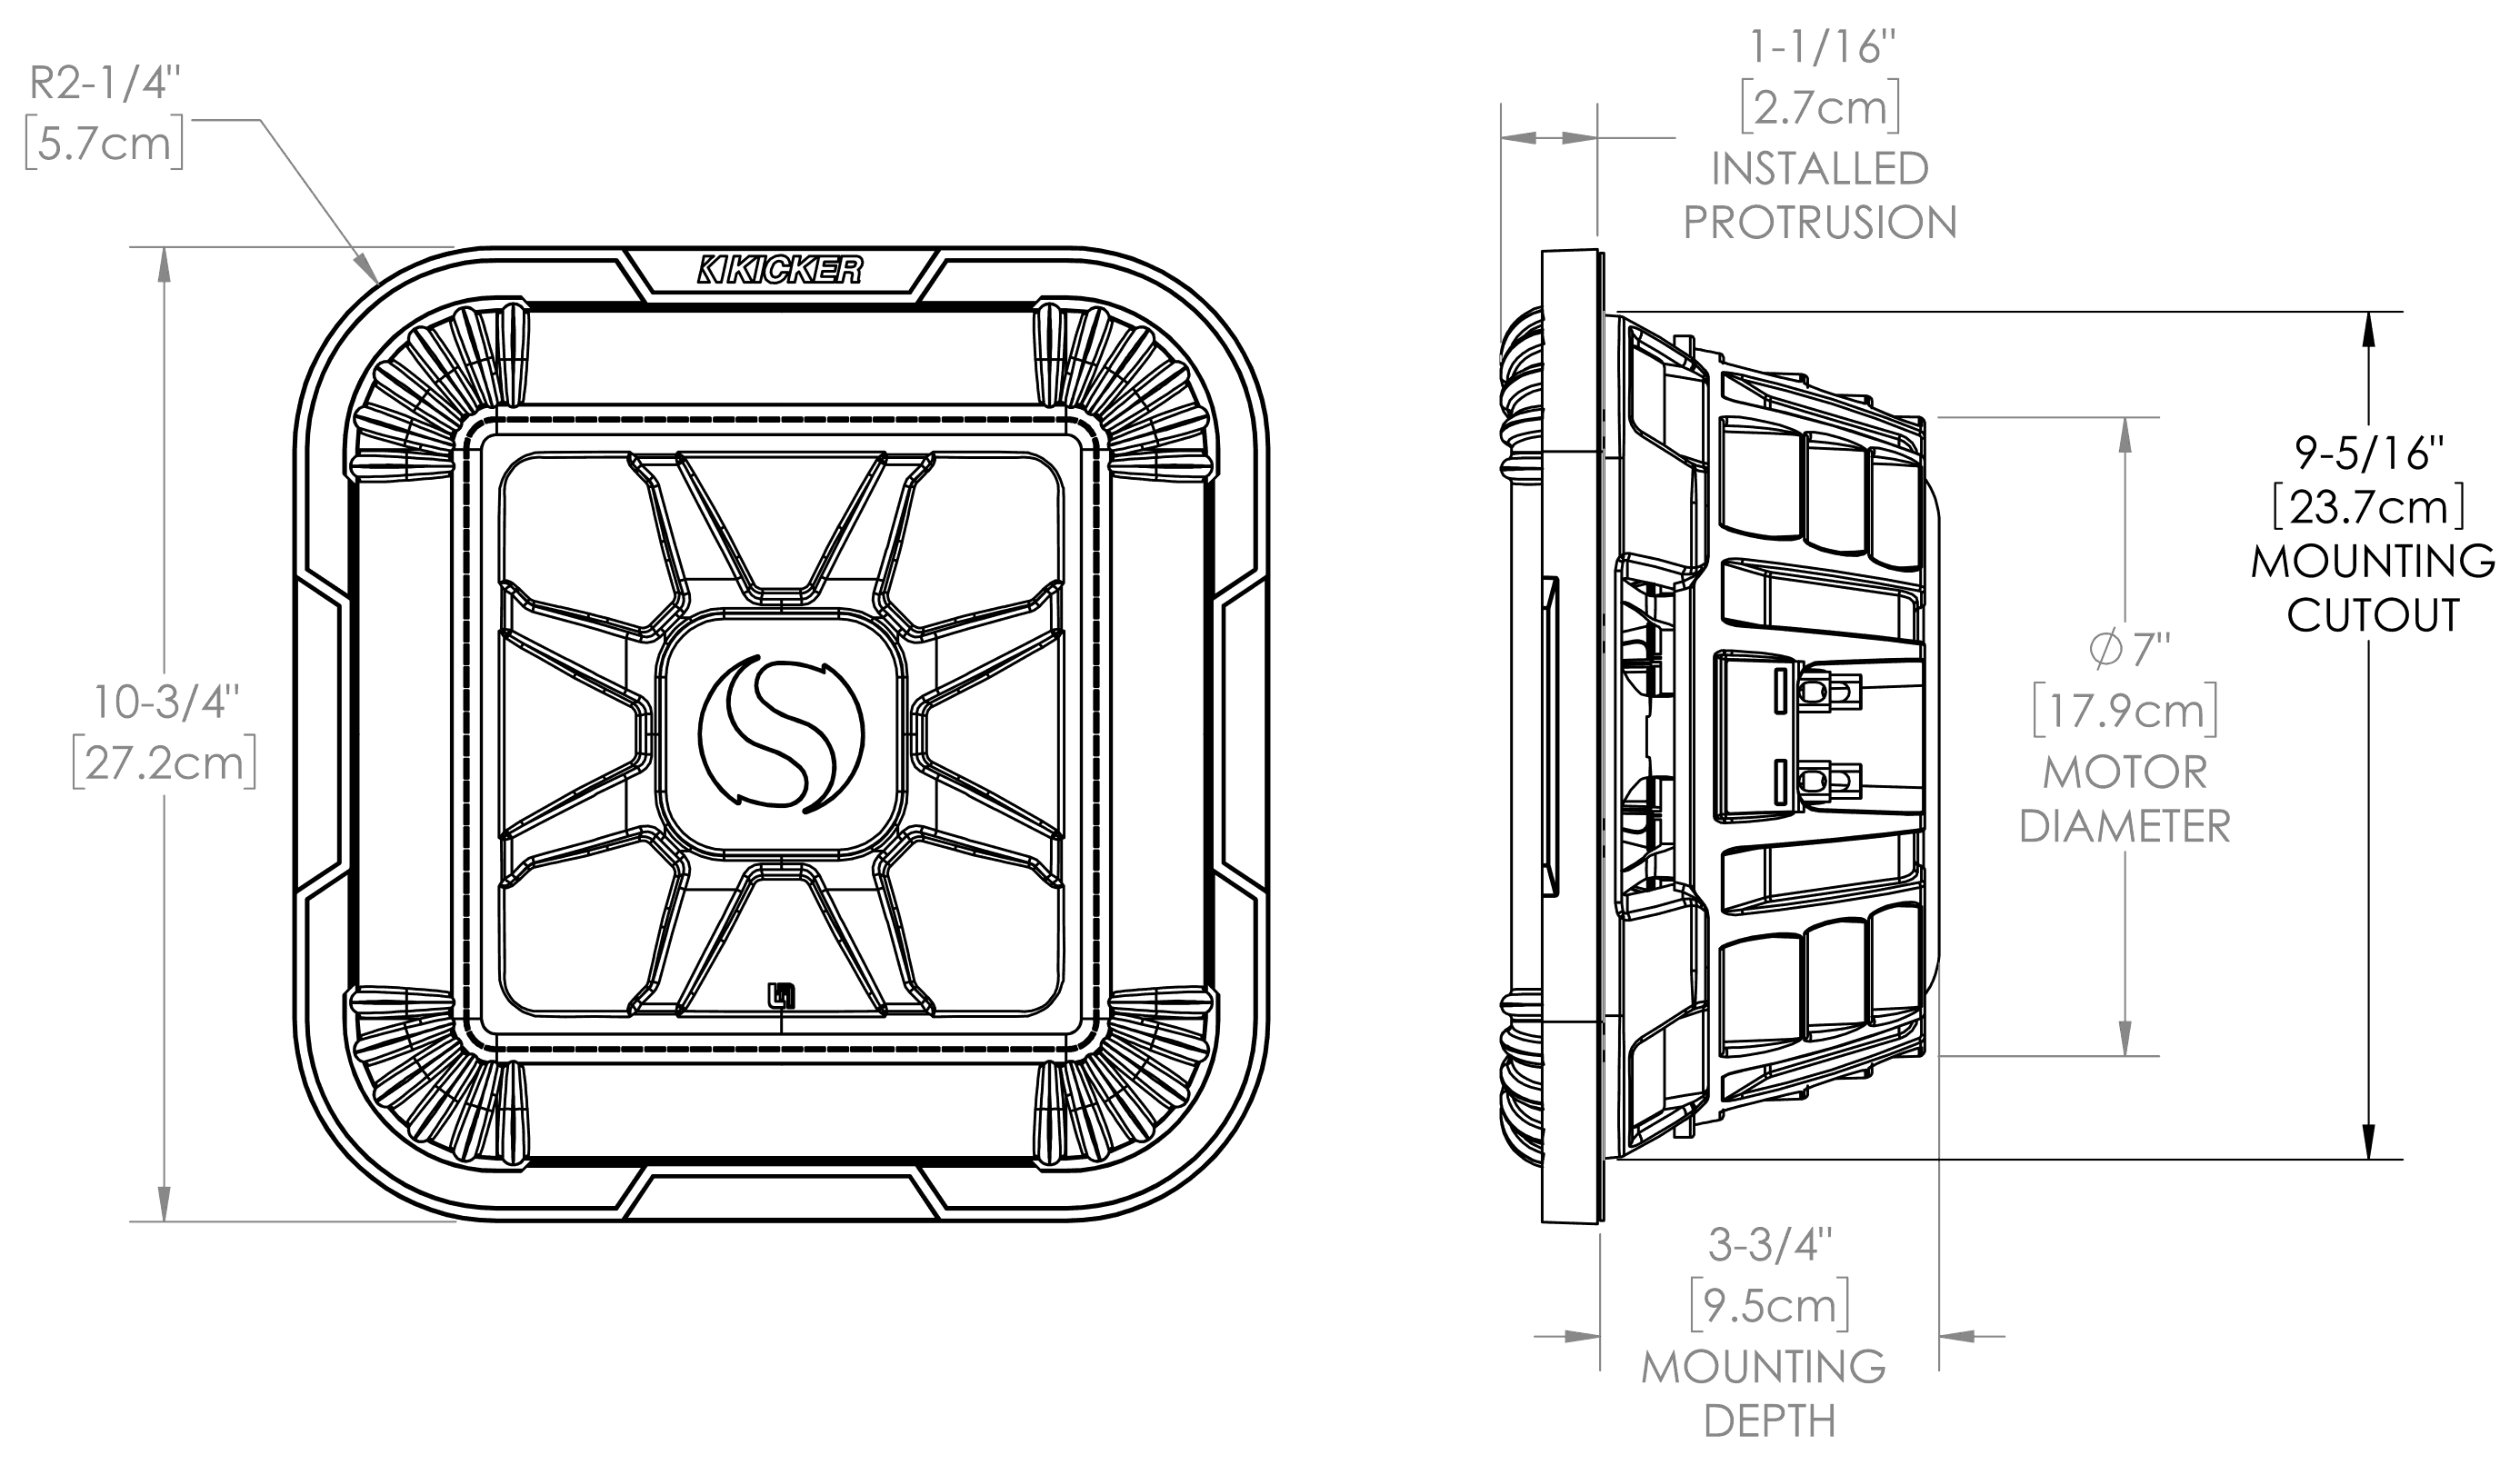 R2-1/4"
[5.7cm]
KICKER
10-3/4"
[27.2cm]
1-1/16"
[2.7cm]
INSTALLED
PROTRUSION
9-5/16"
[23.7cm]
MOUNTING
CUTOUT
Ø 7"
[17.9cm]
MOTOR
DIAMETER
3-3/4"
[9.5cm]
MOUNTING
DEPTH